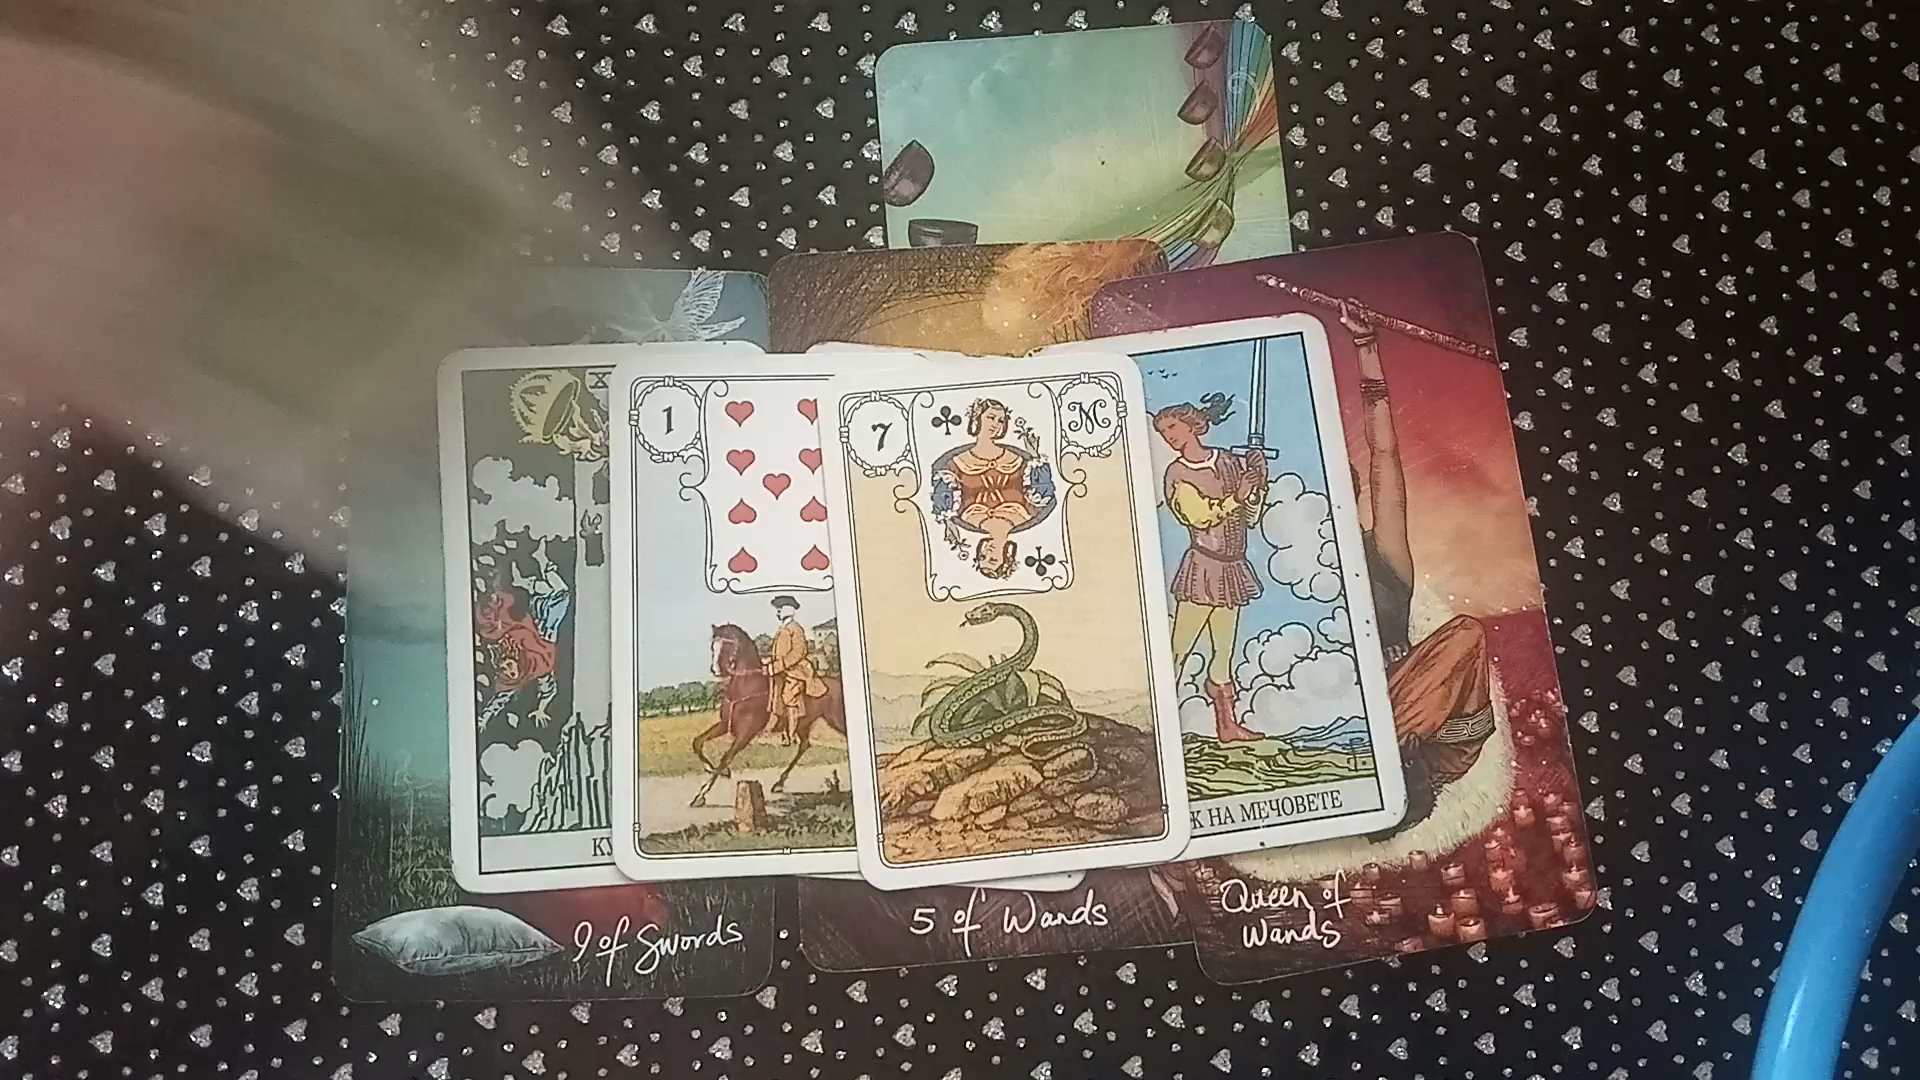 X
1
7
M
КУ
К НА МЕЧОВЕТЕ
9 of Swords
5 of Wands
Queen of
Wands